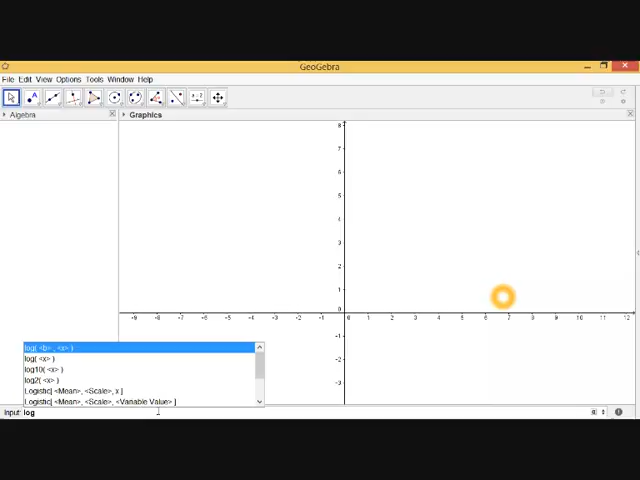 GeoGebra
File Edit View Options Tools Window Help
Algebra
Graphics
8
7
6
5
4
3
2
1
0
-9 -8 -7 -6 -5 -4 -3 -2 -1 0 1 2 3 4 5 6 7 8 9 10 11 12
-1
-2
-3
log( <b> , <x> )
log( <x> )
log10( <x> )
log2( <x> )
Logistic[ <Mean>, <Scale>, x ]
Logistic[ <Mean>, <Scale>, <Variable Value> ]
Input: log